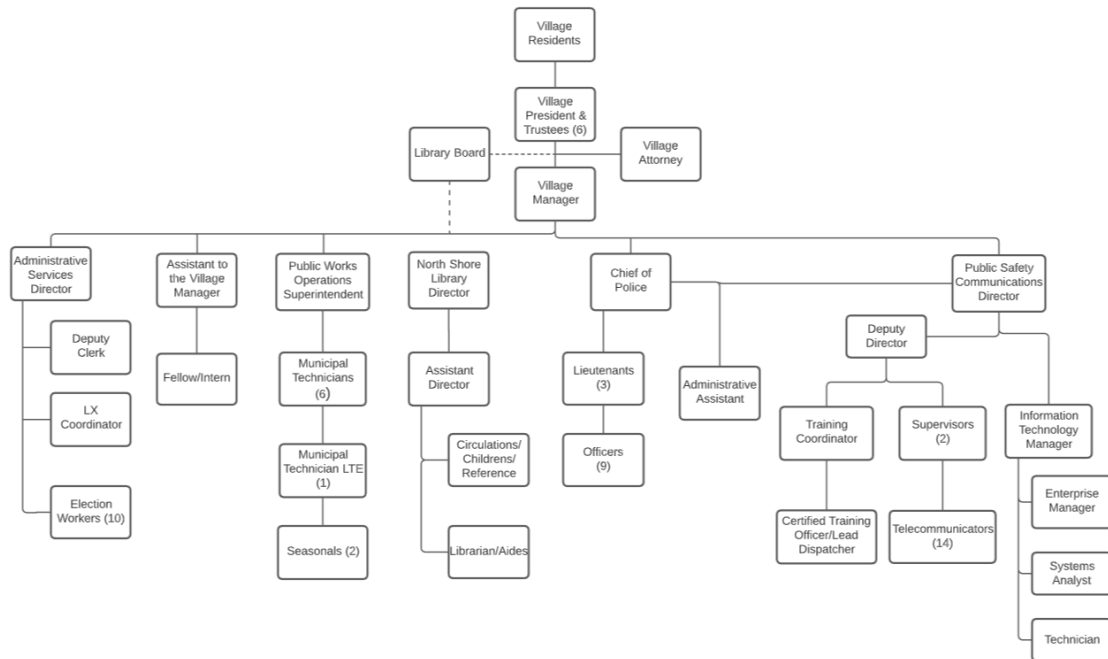 Village
Residents
Village
President &
Trustees (6)
Library Board
Village
Attorney
Village
Manager
Administrative
Services
Director
Assistant to
the Village
Manager
Public Works
Operations
Superintendent
North Shore
Library
Director
Chief of
Police
Public Safety
Communications
Director
Deputy
Clerk
Fellow/Intern
Municipal
Technicians
(6)
Assistant
Director
Lieutenants
(3)
Administrative
Assistant
Deputy
Director
LX
Coordinator
Municipal
Technician LTE
(1)
Circulations/
Childrens/
Reference
Officers
(9)
Training
Coordinator
Supervisors
(2)
Information
Technology
Manager
Election
Workers (10)
Seasonals (2)
Librarian/Aides
Certified Training
Officer/Lead
Dispatcher
Telecommunicators
(14)
Enterprise
Manager
Systems
Analyst
Technician